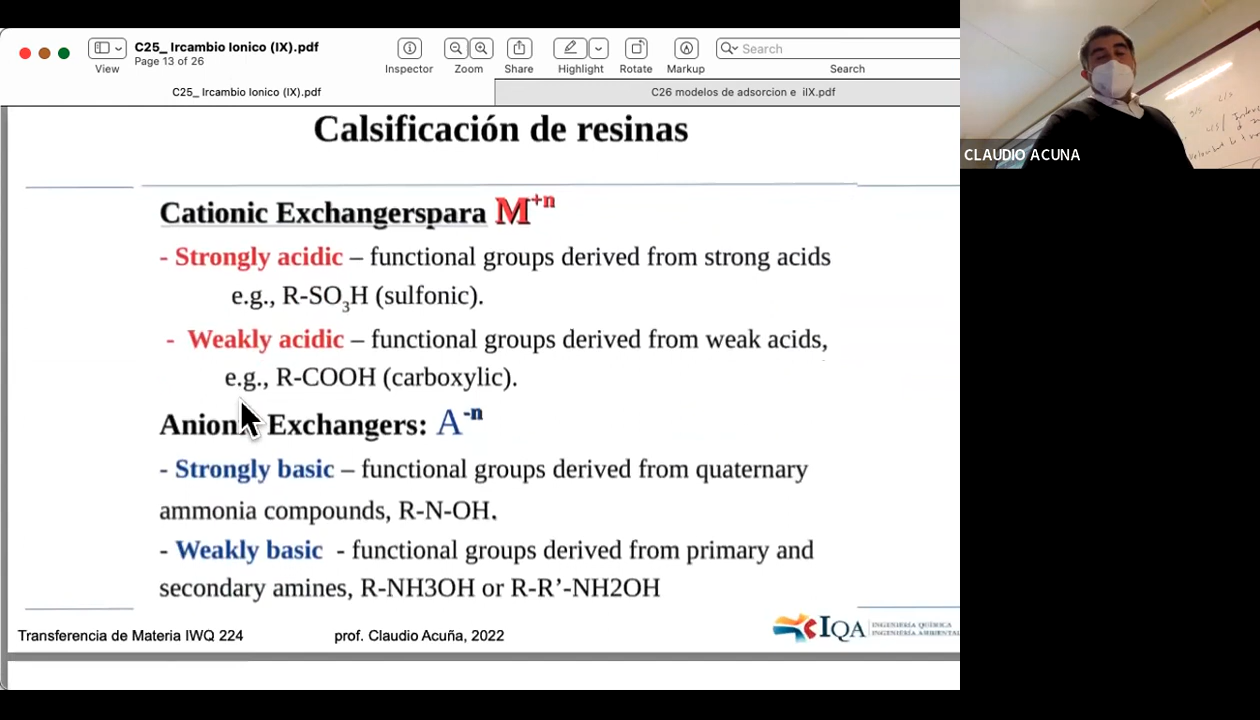 C25_ Ircambio Ionico (IX).pdf
Page 13 of 26
View
Inspector
Zoom
Share
Highlight
Rotate
Markup
Search
Search
C25_ Ircambio Ionico (IX).pdf
C26 modelos de adsorcion e iIX.pdf
Calsificación de resinas
Cationic Exchangerspara M+n
- Strongly acidic – functional groups derived from strong acids
e.g., R-SO3H (sulfonic).
- Weakly acidic – functional groups derived from weak acids,
e.g., R-COOH (carboxylic).
Exchangers: A-n
- Strongly basic – functional groups derived from quaternary
ammonia compounds, R-N-OH.
- Weakly basic - functional groups derived from primary and
secondary amines, R-NH3OH or R-R’-NH2OH
Transferencia de Materia IWQ 224
prof. Claudio Acuña, 2022
IQA
INGENIERÍA QUÍMICA
INGENIERÍA AMBIENTAL
CLAUDIO ACUNA